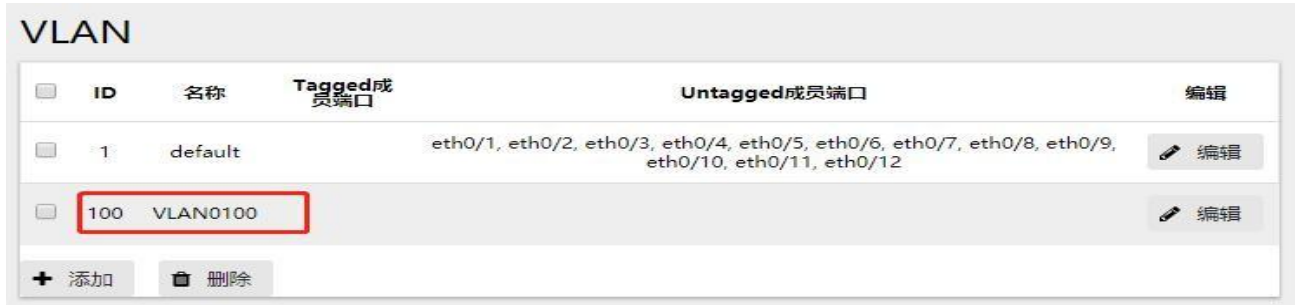 VLAN
ID 名称 Tagged成员端口 Untagged成员端口 编辑
1 default eth0/1, eth0/2, eth0/3, eth0/4, eth0/5, eth0/6, eth0/7, eth0/8, eth0/9,
eth0/10, eth0/11, eth0/12 编辑
100 VLAN0100 编辑
添加 删除